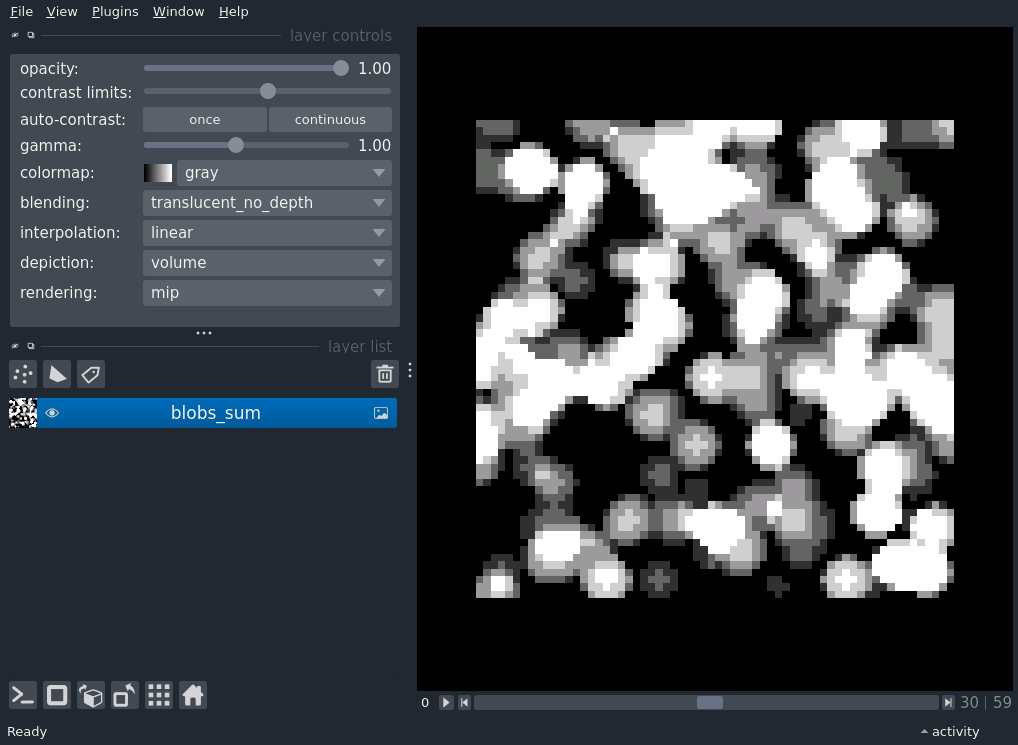 File View Plugins Window Help
layer controls
opacity: 1.00
contrast limits:
auto-contrast: once continuous
gamma: 1.00
colormap: gray
blending: translucent_no_depth
interpolation: linear
depiction: volume
rendering: mip
layer list
blobs_sum
0 30 | 59
Ready activity